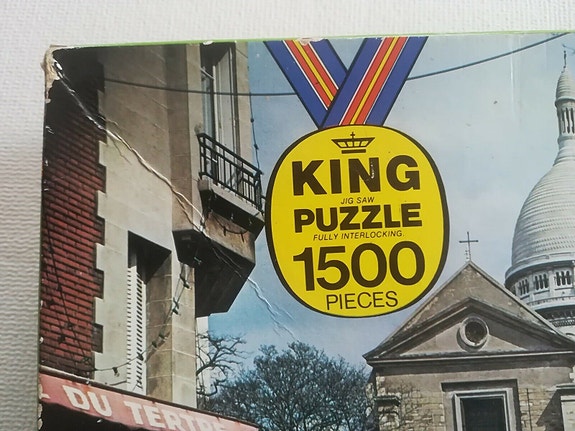 KING
JIG SAW
PUZZLE
FULLY INTERLOCKING.
1500
PIECES
DU TERTRE